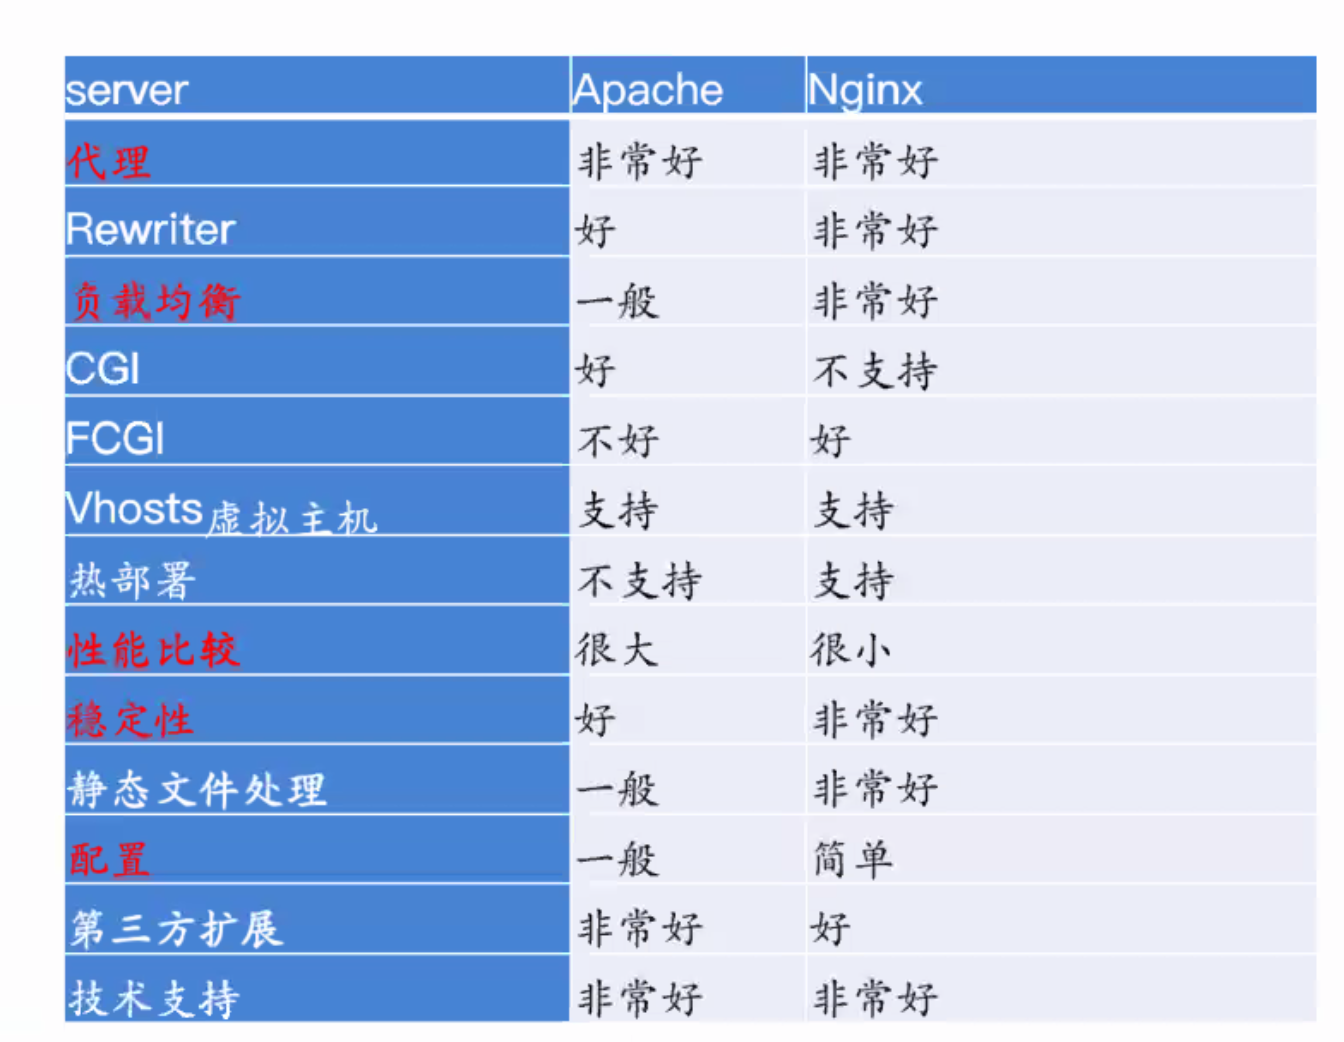 server Apache Nginx
代理 非常好 非常好
Rewriter 好 非常好
负载均衡 一般 非常好
CGI 好 不支持
FCGI 不好 好
Vhosts虚拟主机 支持 支持
热部署 不支持 支持
性能比较 很大 很小
稳定性 好 非常好
静态文件处理 一般 非常好
配置 一般 简单
第三方扩展 非常好 好
技术支持 非常好 非常好